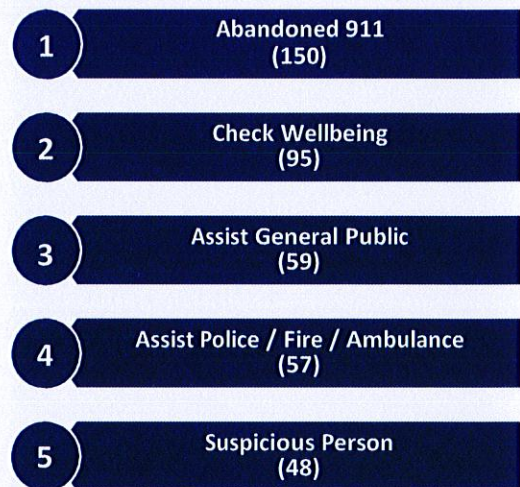 1
Abandoned 911
(150)
2
Check Wellbeing
(95)
3
Assist General Public
(59)
4
Assist Police / Fire / Ambulance
(57)
5
Suspicious Person
(48)